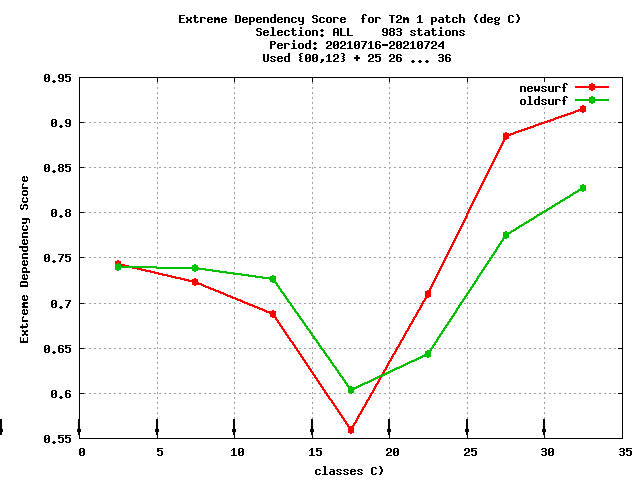 Extreme Dependency Score  for T2m 1 patch (deg C)
Selection: ALL    983 stations
Period: 20210716-20210724
Used {00,12} + 25 26 ... 36
newsurf
oldsurf
0.95
0.9
0.85
0.8
0.75
0.7
0.65
0.6
0.55
Extreme Dependency Score
0 5 10 15 20 25 30 35
classes C)